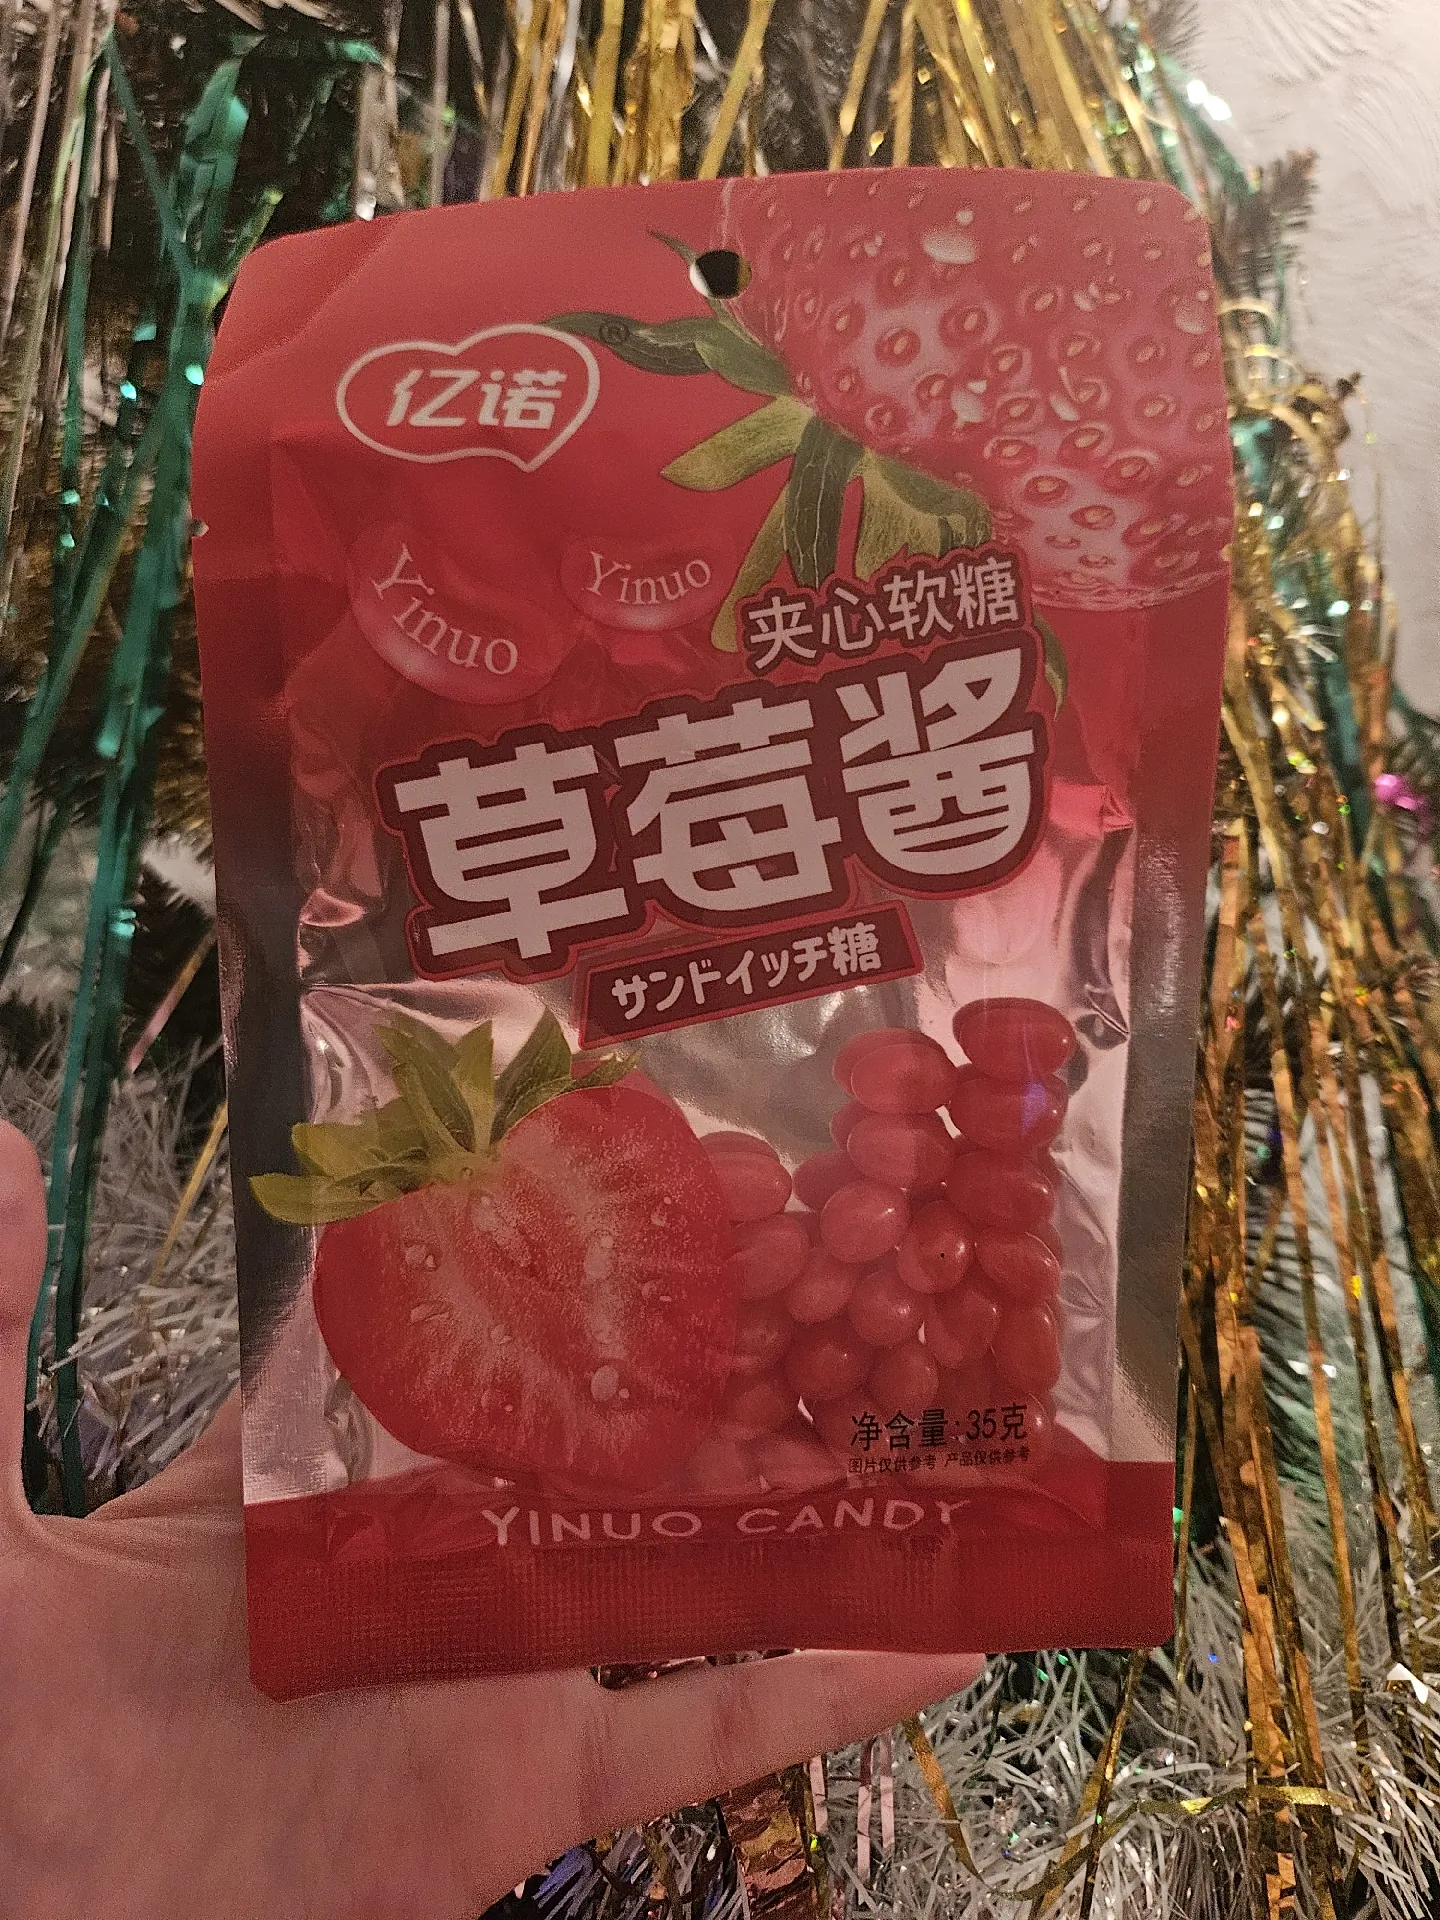 亿诺®
Yinuo
Yinuo
夹心软糖
草莓酱
サンドイッチ糖
净含量:35克
图片仅供参考 产品仅供参考
YINUO CANDY